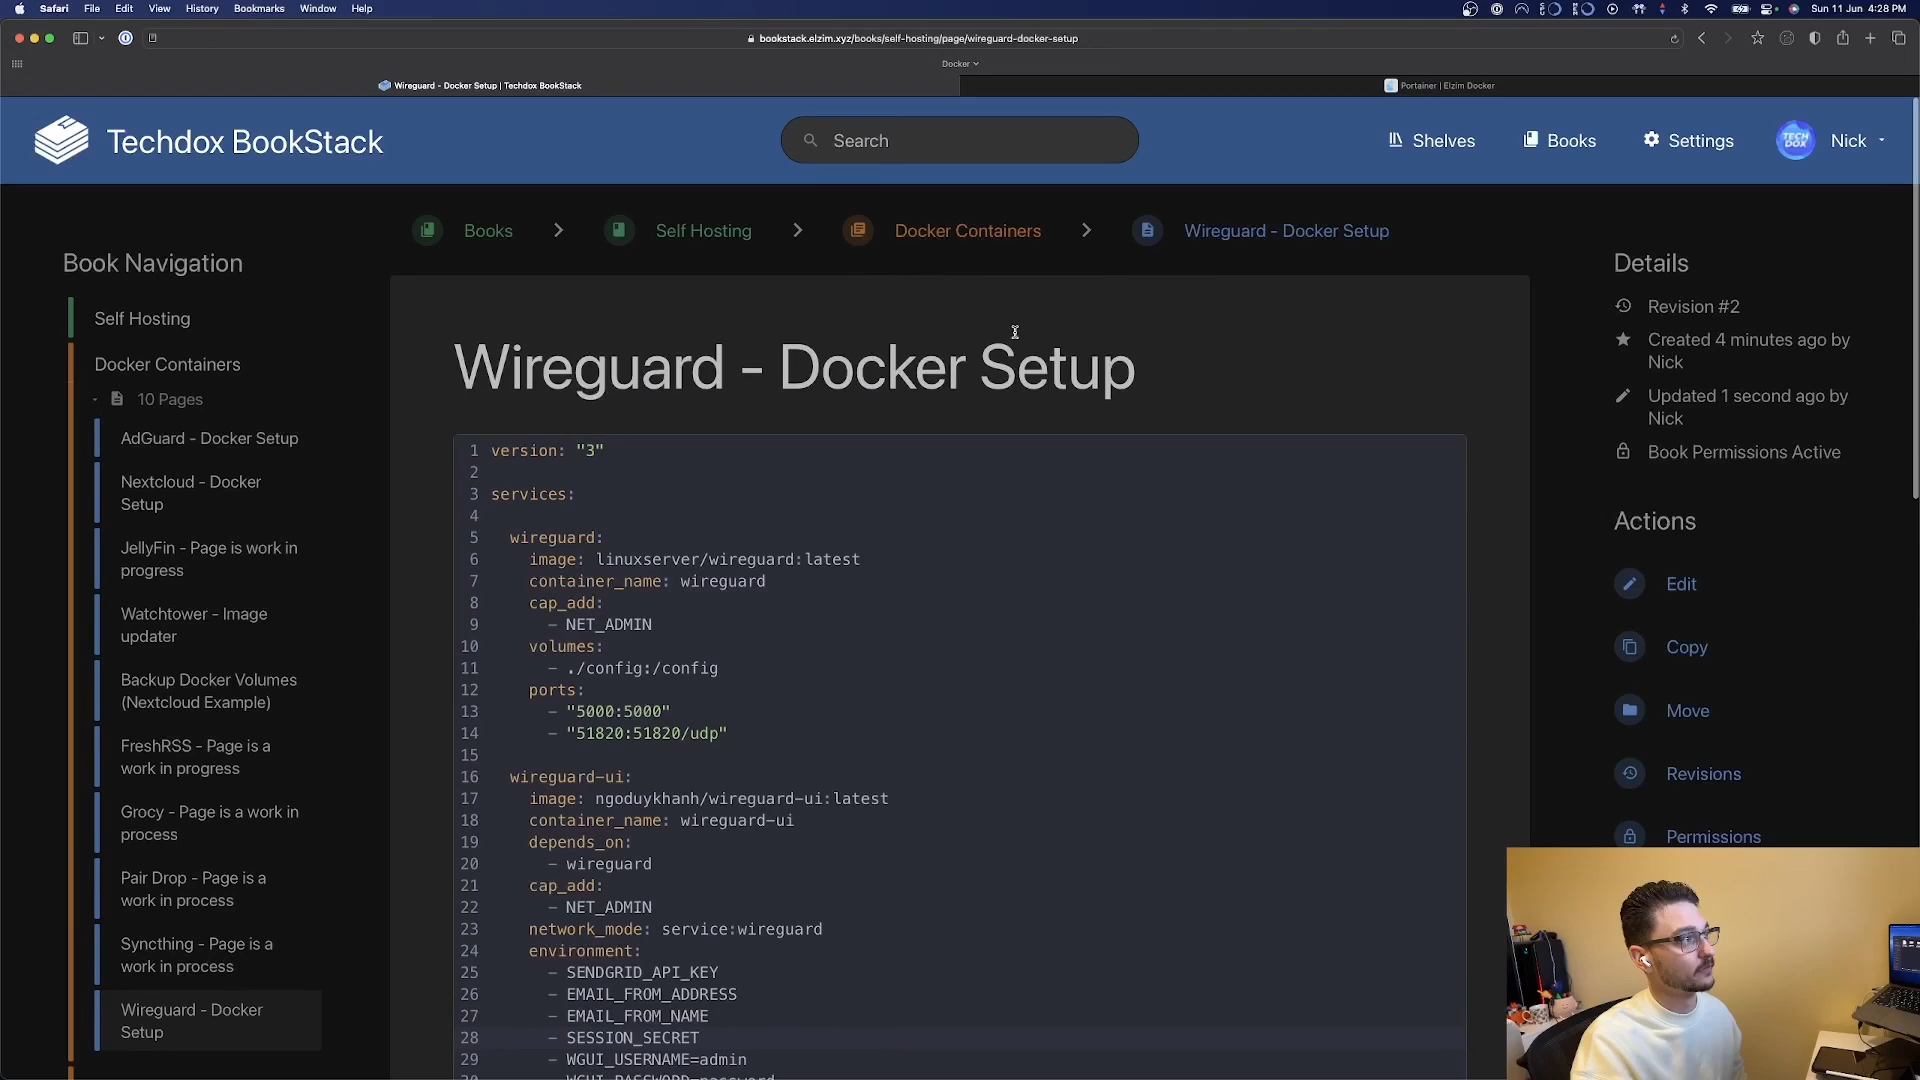 Safari File Edit View History Bookmarks Window Help
Sun 11 Jun 4:28 PM
bookstack.elzim.xyz/books/self-hosting/page/wireguard-docker-setup
Docker
Wireguard - Docker Setup | Techdox BookStack
Portainer | Elzim Docker
Techdox BookStack
Search
Shelves
Books
Settings
TECH DOX
Nick
Books
Self Hosting
Docker Containers
Wireguard - Docker Setup
Book Navigation
Self Hosting
Docker Containers
10 Pages
AdGuard - Docker Setup
Nextcloud - Docker
Setup
JellyFin - Page is work in
progress
Watchtower - Image
updater
Backup Docker Volumes
(Nextcloud Example)
FreshRSS - Page is a
work in progress
Grocy - Page is a work in
process
Pair Drop - Page is a
work in process
Syncthing - Page is a
work in process
Wireguard - Docker
Setup
Wireguard - Docker Setup
1 version: "3"
2
3 services:
4
5 wireguard:
6 image: linuxserver/wireguard:latest
7 container_name: wireguard
8 cap_add:
9 - NET_ADMIN
10 volumes:
11 - ./config:/config
12 ports:
13 - "5000:5000"
14 - "51820:51820/udp"
15
16 wireguard-ui:
17 image: ngoduykhanh/wireguard-ui:latest
18 container_name: wireguard-ui
19 depends_on:
20 - wireguard
21 cap_add:
22 - NET_ADMIN
23 network_mode: service:wireguard
24 environment:
25 - SENDGRID_API_KEY
26 - EMAIL_FROM_ADDRESS
27 - EMAIL_FROM_NAME
28 - SESSION_SECRET
29 - WGUI_USERNAME=admin
30 - WGUI_PASSWORD=password
Details
Revision #2
Created 4 minutes ago by
Nick
Updated 1 second ago by
Nick
Book Permissions Active
Actions
Edit
Copy
Move
Revisions
Permissions